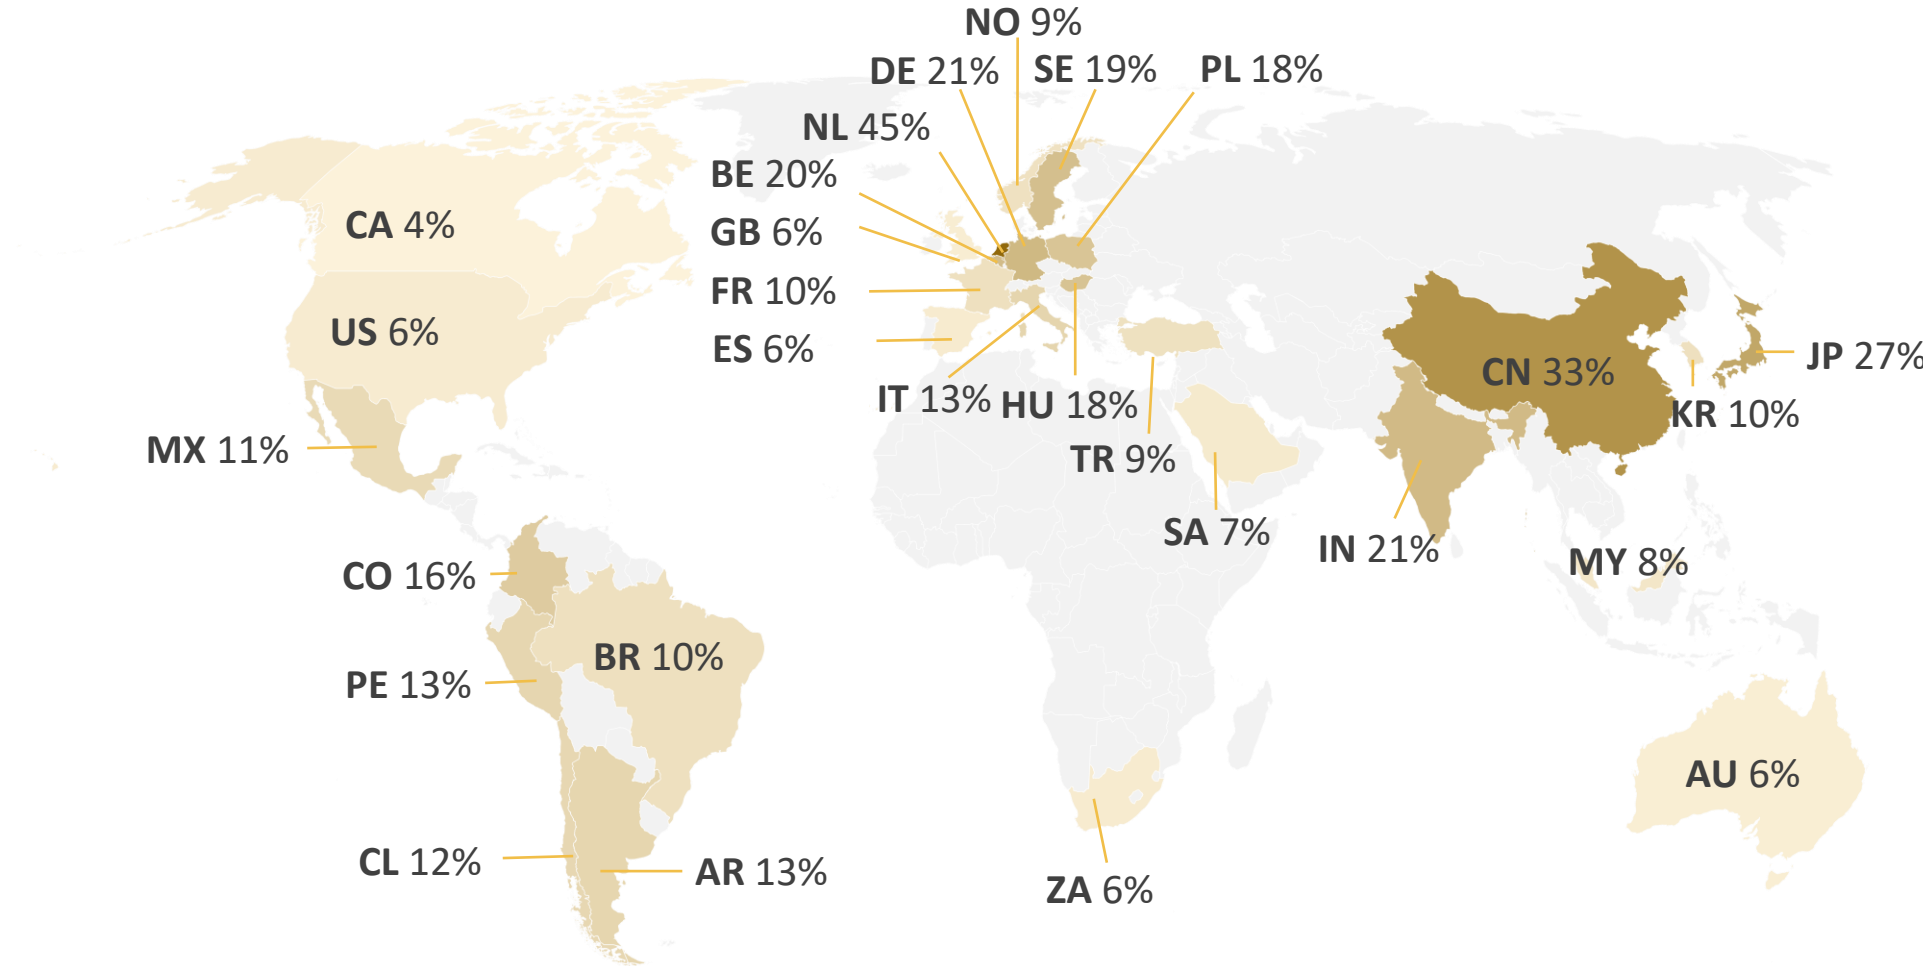 NO 9%
DE 21%
SE 19%
PL 18%
NL 45%
BE 20%
CA 4%
GB 6%
FR 10%
US 6%
ES 6%
JP 27%
CN 33%
IT 13%
HU 18%
KR 10%
MX 11%
TR 9%
SA 7%
IN 21%
MY 8%
CO 16%
BR 10%
PE 13%
AU 6%
CL 12%
AR 13%
ZA 6%